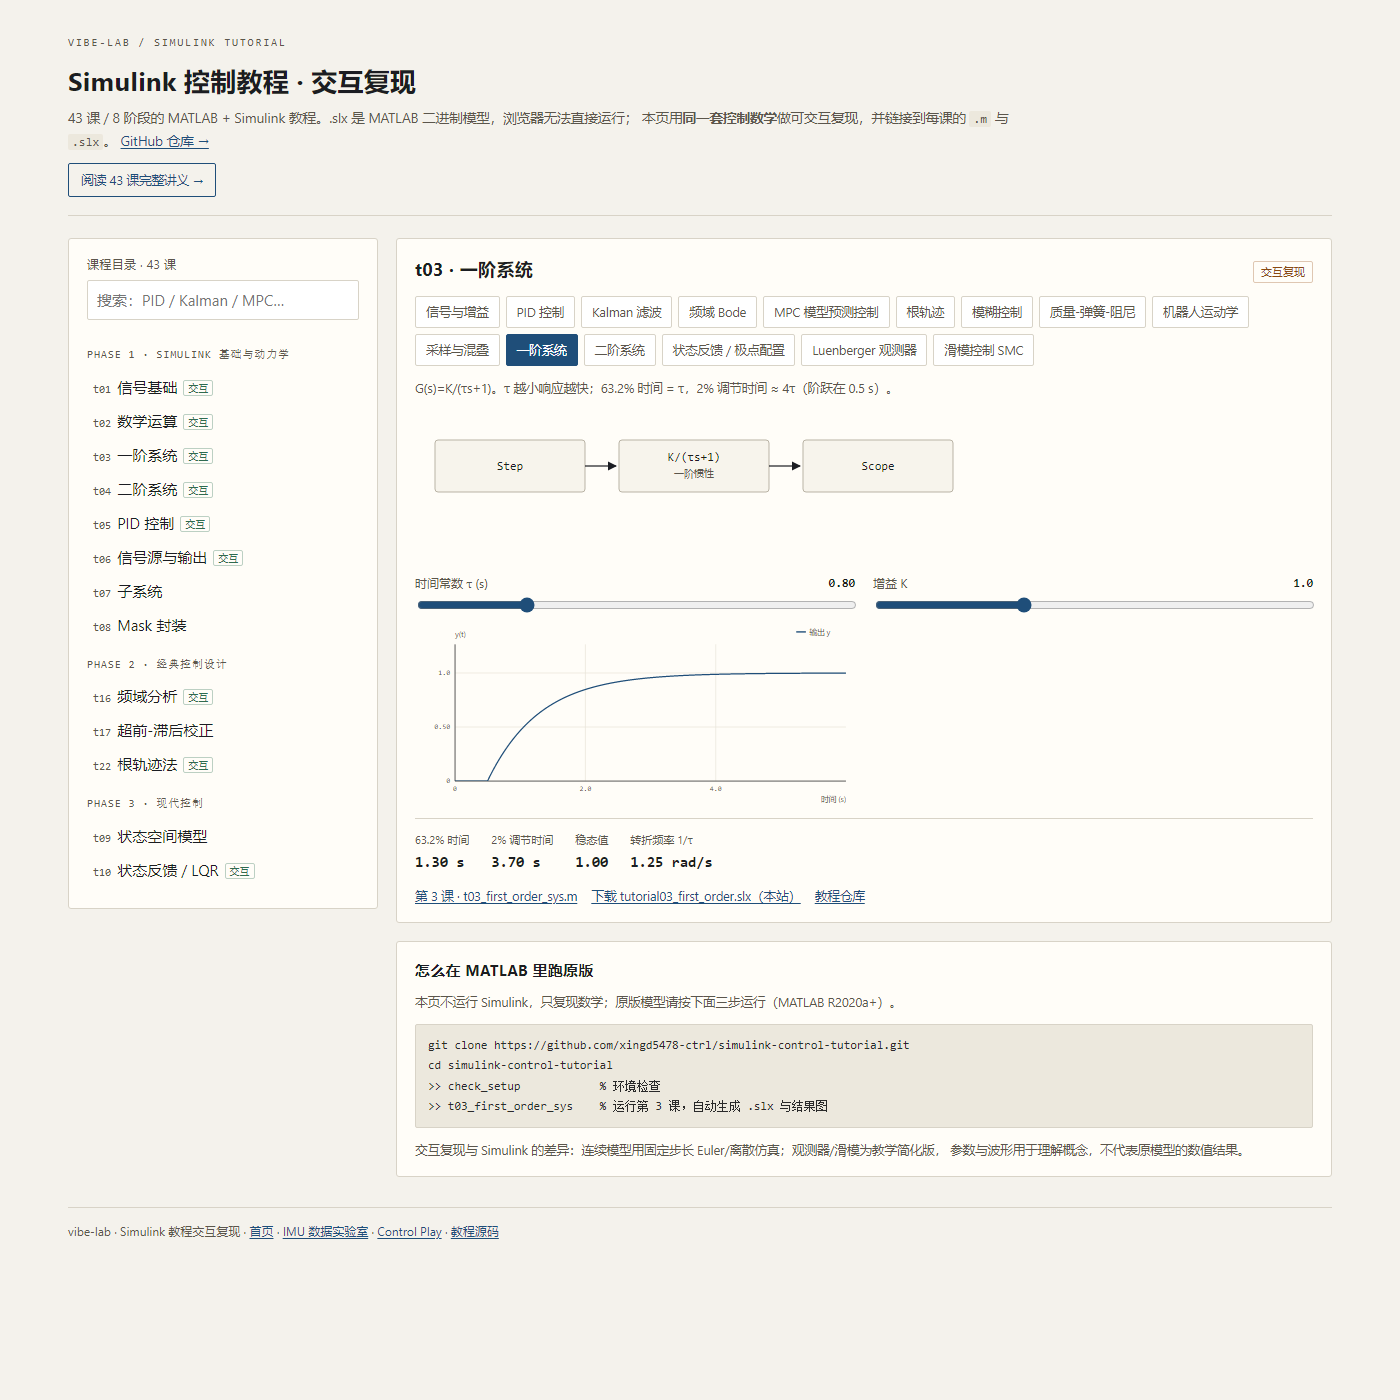 VIBE-LAB / SIMULINK TUTORIAL
Simulink 控制教程 · 交互复现
43 课 / 8 阶段的 MATLAB + Simulink 教程。.slx 是 MATLAB 二进制模型，浏览器无法直接运行； 本页用同一套控制数学做可交互复现，并链接到每课的 .m 与
.slx。 GitHub 仓库 →
阅读 43 课完整讲义 →
课程目录 · 43 课
搜索：PID / Kalman / MPC…
PHASE 1 · SIMULINK 基础与动力学
t01 信号基础 交互
t02 数学运算 交互
t03 一阶系统 交互
t04 二阶系统 交互
t05 PID 控制 交互
t06 信号源与输出 交互
t07 子系统
t08 Mask 封装
PHASE 2 · 经典控制设计
t16 频域分析 交互
t17 超前-滞后校正
t22 根轨迹法 交互
PHASE 3 · 现代控制
t09 状态空间模型
t10 状态反馈 / LQR 交互
t03 · 一阶系统
交互复现
信号与增益 PID 控制 Kalman 滤波 频域 Bode MPC 模型预测控制 根轨迹 模糊控制 质量-弹簧-阻尼 机器人运动学
采样与混叠 一阶系统 二阶系统 状态反馈 / 极点配置 Luenberger 观测器 滑模控制 SMC
G(s)=K/(τs+1)。τ 越小响应越快；63.2% 时间 = τ，2% 调节时间 ≈ 4τ（阶跃在 0.5 s）。
Step
K/(τs+1)
一阶惯性
Scope
时间常数 τ (s) 0.80
增益 K 1.0
y(t)
输出 y
1.0
0.50
0
0 2.0 4.0
时间 (s)
63.2% 时间 2% 调节时间 稳态值 转折频率 1/τ
1.30 s 3.70 s 1.00 1.25 rad/s
第 3 课 · t03_first_order_sys.m 下载 tutorial03_first_order.slx（本站） 教程仓库
怎么在 MATLAB 里跑原版
本页不运行 Simulink，只复现数学；原版模型请按下面三步运行（MATLAB R2020a+）。
git clone https://github.com/xingd5478-ctrl/simulink-control-tutorial.git
cd simulink-control-tutorial
>> check_setup % 环境检查
>> t03_first_order_sys % 运行第 3 课，自动生成 .slx 与结果图
交互复现与 Simulink 的差异：连续模型用固定步长 Euler/离散仿真；观测器/滑模为教学简化版， 参数与波形用于理解概念，不代表原模型的数值结果。
vibe-lab · Simulink 教程交互复现 · 首页 · IMU 数据实验室 · Control Play · 教程源码